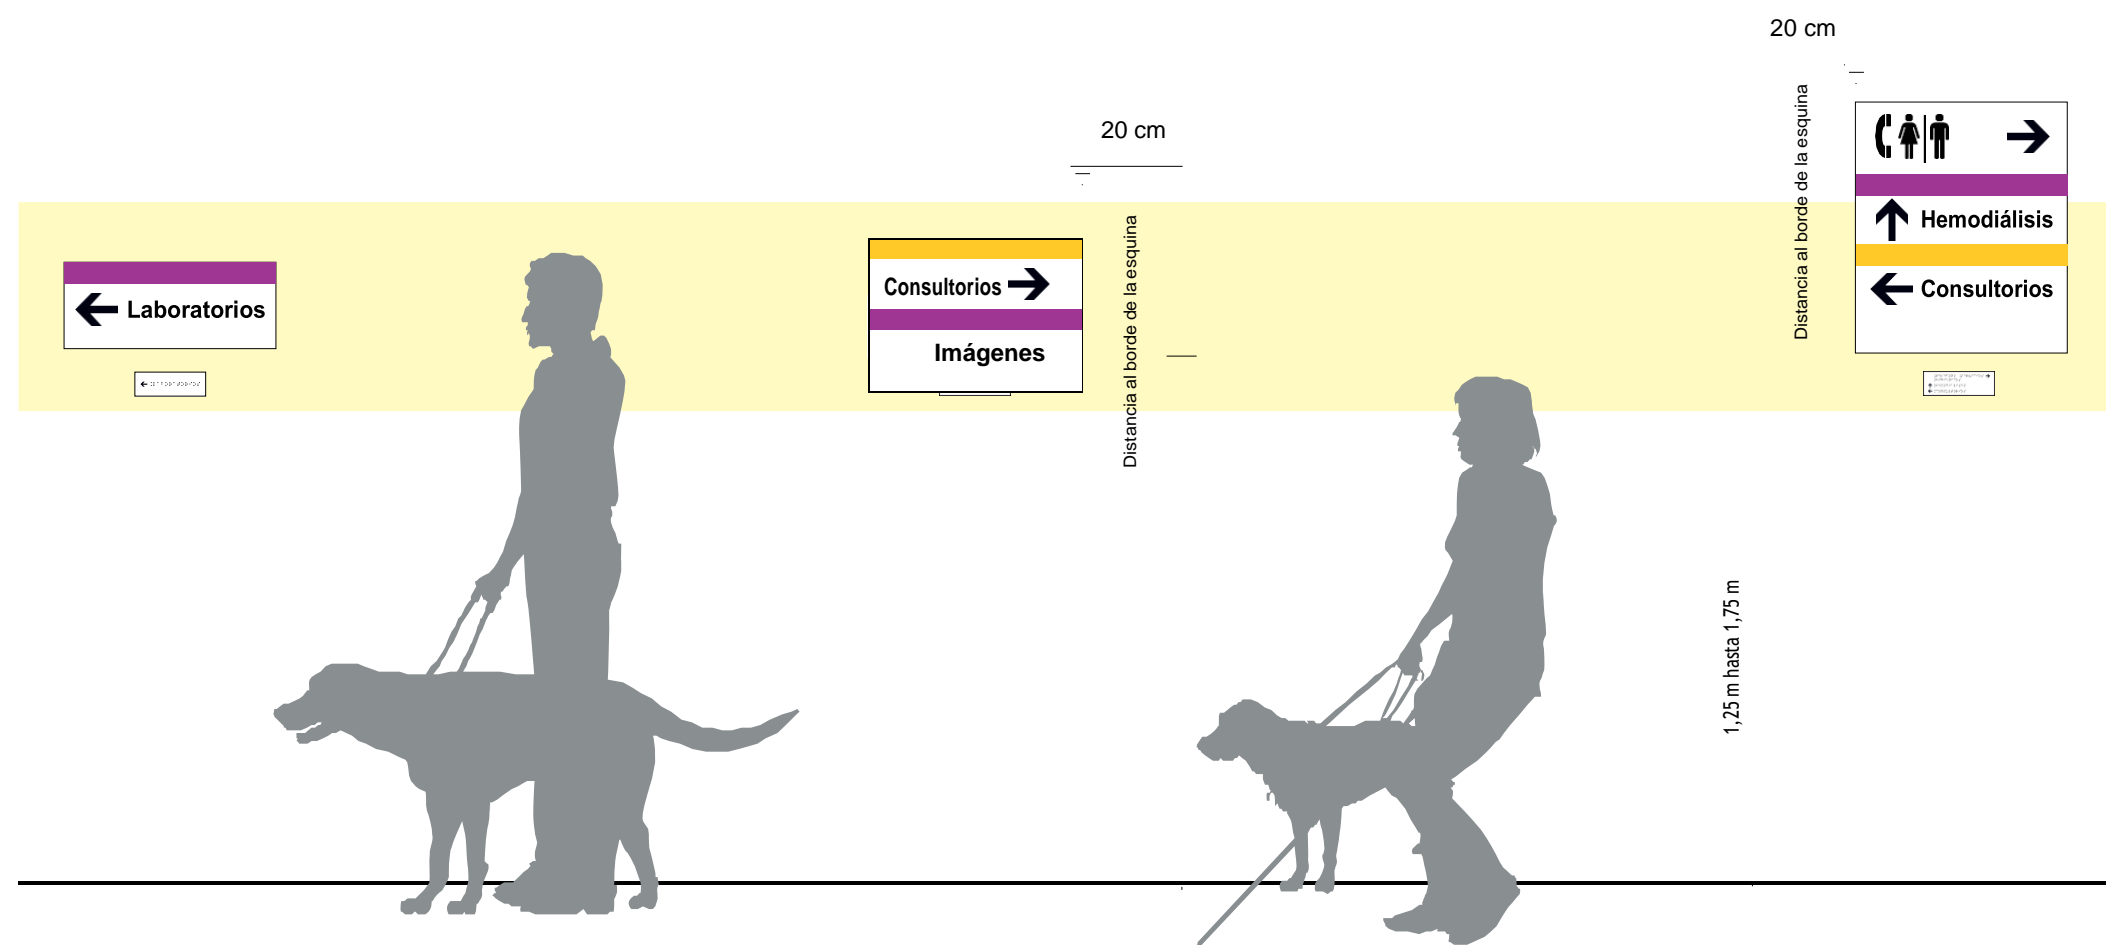 20 cm
Distancia al borde de la esquina
Hemodiálisis
Consultorios
20 cm
Distancia al borde de la esquina
Laboratorios
Consultorios
Imágenes
1,25 m hasta 1,75 m